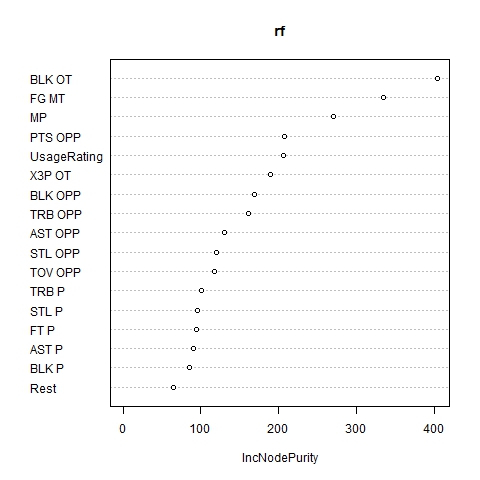 rf
BLK OT
FG MT
MP
PTS OPP
UsageRating
X3P OT
BLK OPP
TRB OPP
AST OPP
STL OPP
TOV OPP
TRB P
STL P
FT P
AST P
BLK P
Rest
0 100 200 300 400
IncNodePurity